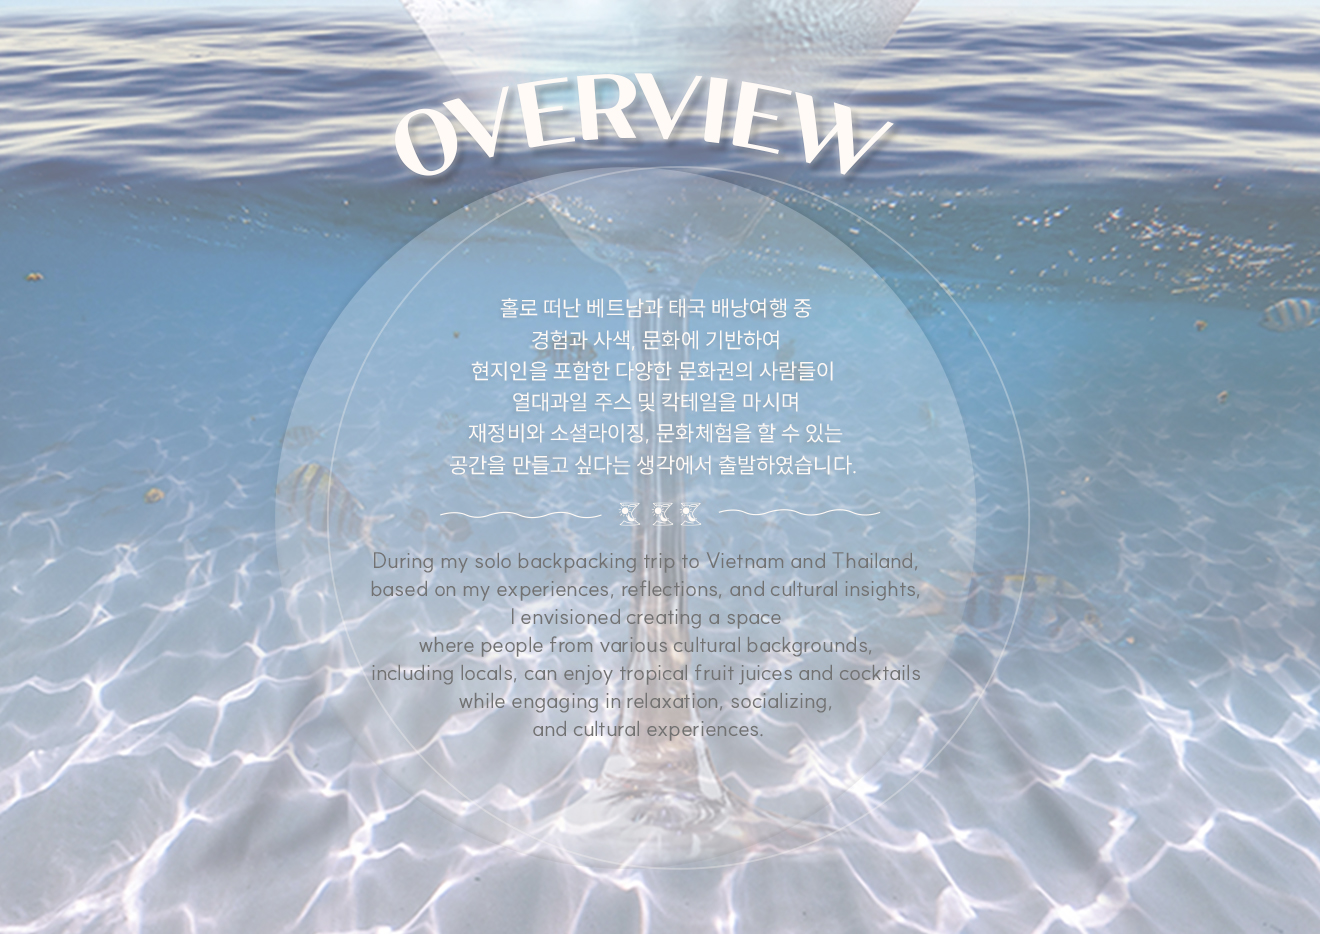 OVERVIEW
홀로 떠난 베트남과 태국 배낭여행 중
경험과 사색, 문화에 기반하여
현지인을 포함한 다양한 문화권의 사람들이
열대과일 주스 및 칵테일을 마시며
재정비와 소셜라이징, 문화체험을 할 수 있는
공간을 만들고 싶다는 생각에서 출발하였습니다.
During my solo backpacking trip to Vietnam and Thailand,
based on my experiences, reflections, and cultural insights,
I envisioned creating a space
where people from various cultural backgrounds,
including locals, can enjoy tropical fruit juices and cocktails
while engaging in relaxation, socializing,
and cultural experiences.